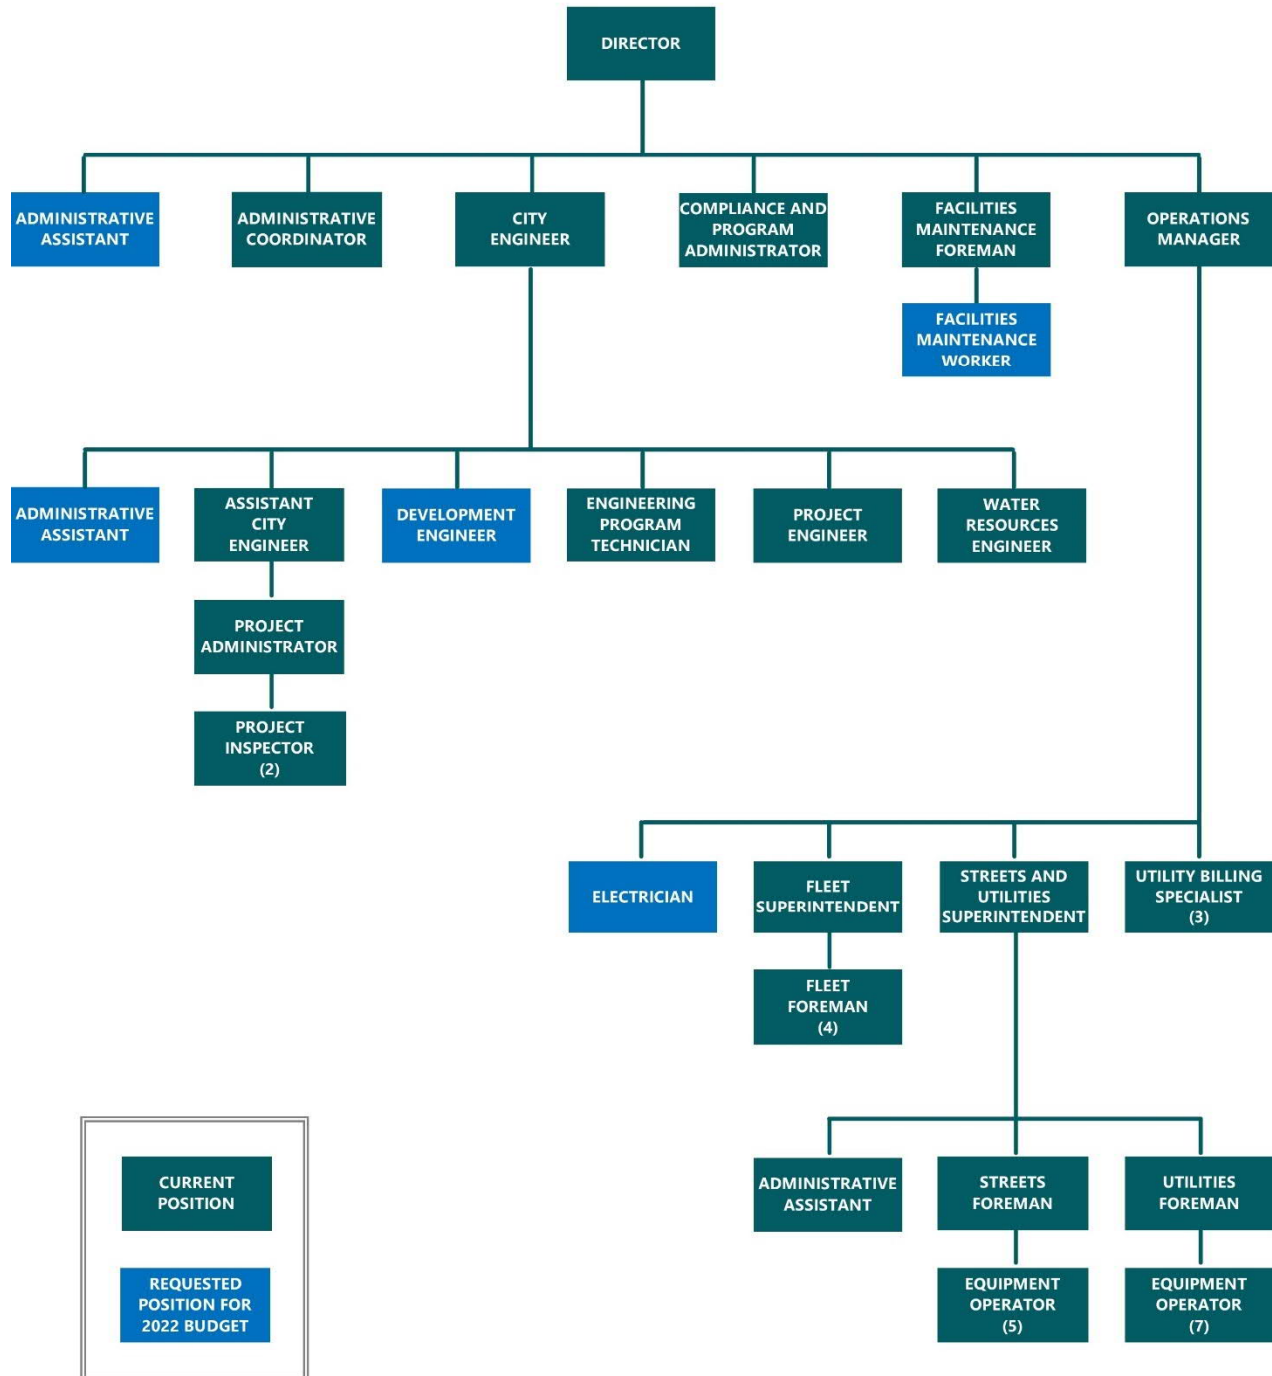 DIRECTOR
ADMINISTRATIVE
ASSISTANT
ADMINISTRATIVE
COORDINATOR
CITY
ENGINEER
COMPLIANCE AND
PROGRAM
ADMINISTRATOR
FACILITIES
MAINTENANCE
FOREMAN
OPERATIONS
MANAGER
FACILITIES
MAINTENANCE
WORKER
ADMINISTRATIVE
ASSISTANT
ASSISTANT
CITY
ENGINEER
DEVELOPMENT
ENGINEER
ENGINEERING
PROGRAM
TECHNICIAN
PROJECT
ENGINEER
WATER
RESOURCES
ENGINEER
PROJECT
ADMINISTRATOR
PROJECT
INSPECTOR
(2)
ELECTRICIAN
FLEET
SUPERINTENDENT
STREETS AND
UTILITIES
SUPERINTENDENT
UTILITY BILLING
SPECIALIST
(3)
FLEET
FOREMAN
(4)
ADMINISTRATIVE
ASSISTANT
STREETS
FOREMAN
UTILITIES
FOREMAN
EQUIPMENT
OPERATOR
(5)
EQUIPMENT
OPERATOR
(7)
CURRENT
POSITION
REQUESTED
POSITION FOR
2022 BUDGET